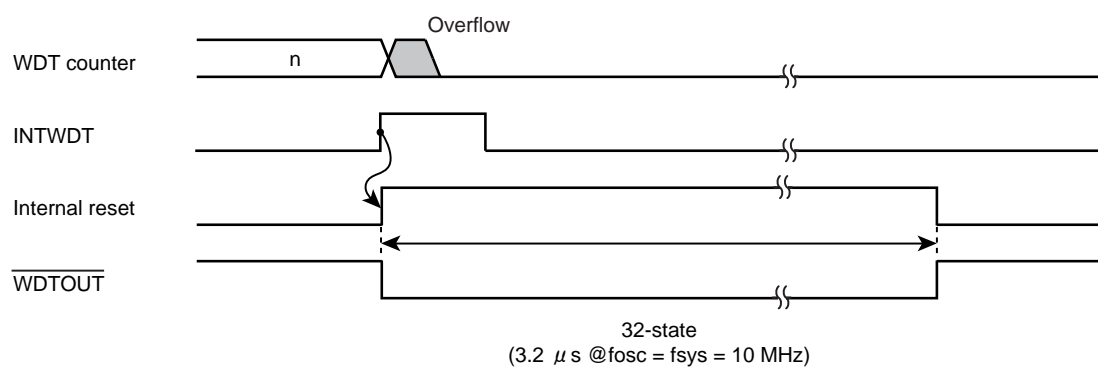 Overflow
WDT counter
n
INTWDT
Internal reset
WDTOUT
32-state
(3.2 μs @fosc = fsys = 10 MHz)